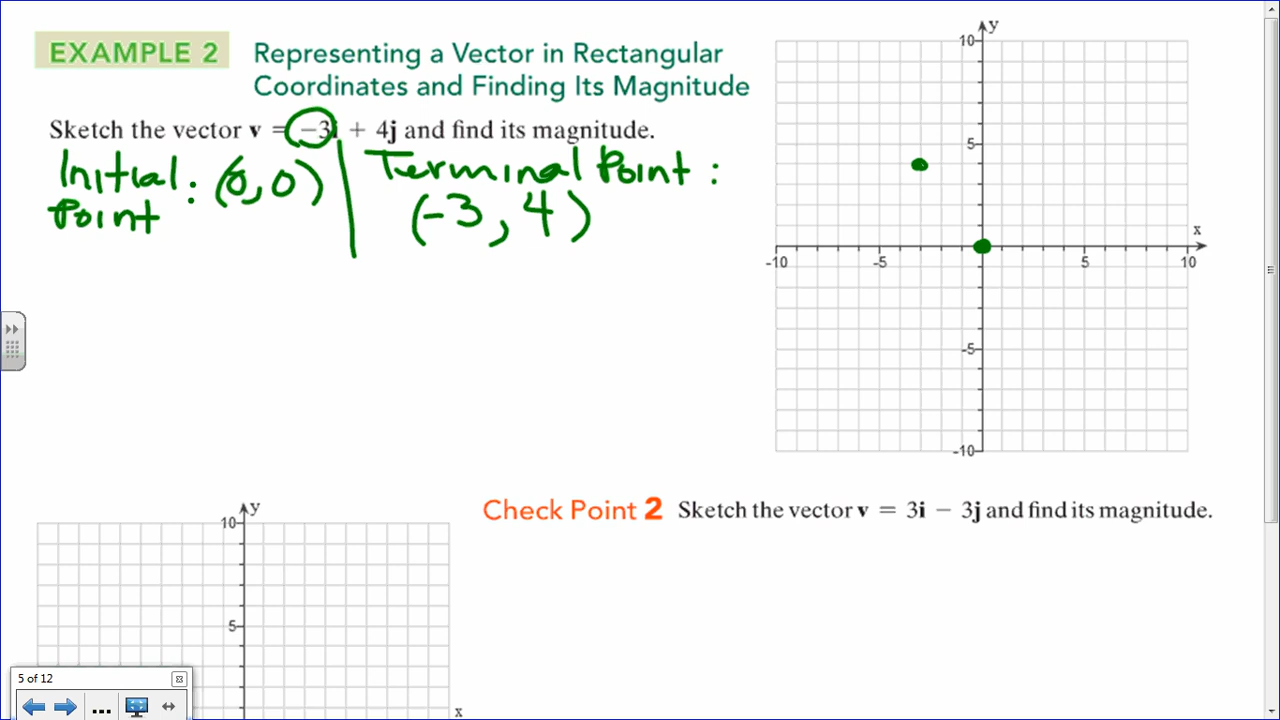 EXAMPLE 2 Representing a Vector in Rectangular
Coordinates and Finding Its Magnitude
Sketch the vector v = −3i + 4j and find its magnitude.
Initial Point : (0,0)
Terminal Point :
(-3, 4)
y
10
5
x
-10 -5 5 10
-5
-10
Check Point 2 Sketch the vector v = 3i − 3j and find its magnitude.
y
10
5
x
5 of 12
...